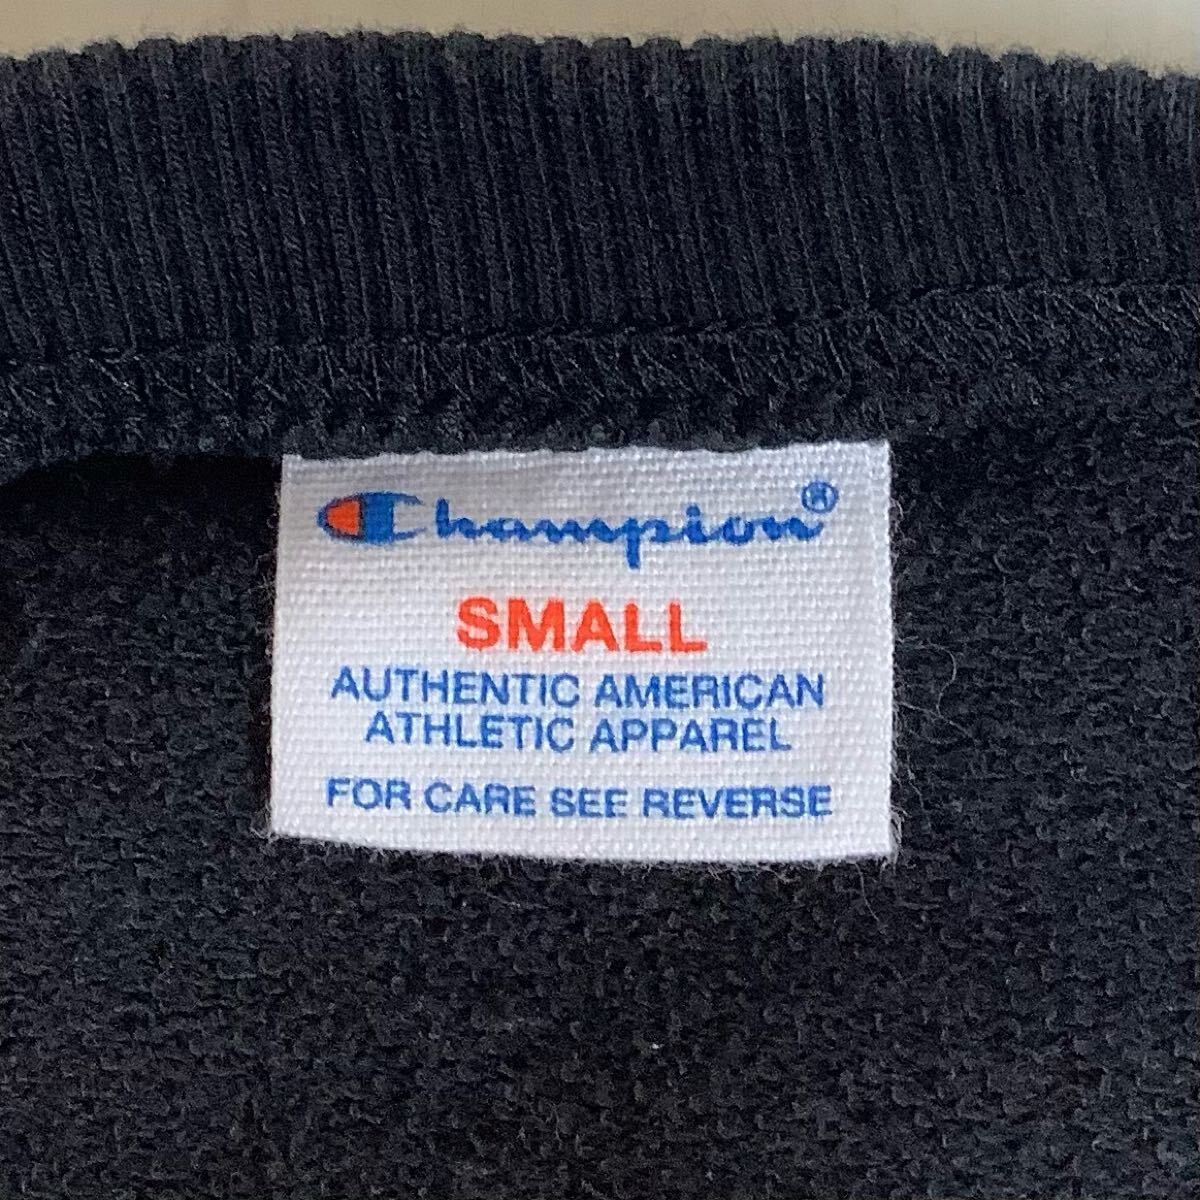 Champion®
SMALL
AUTHENTIC AMERICAN
ATHLETIC APPAREL
FOR CARE SEE REVERSE